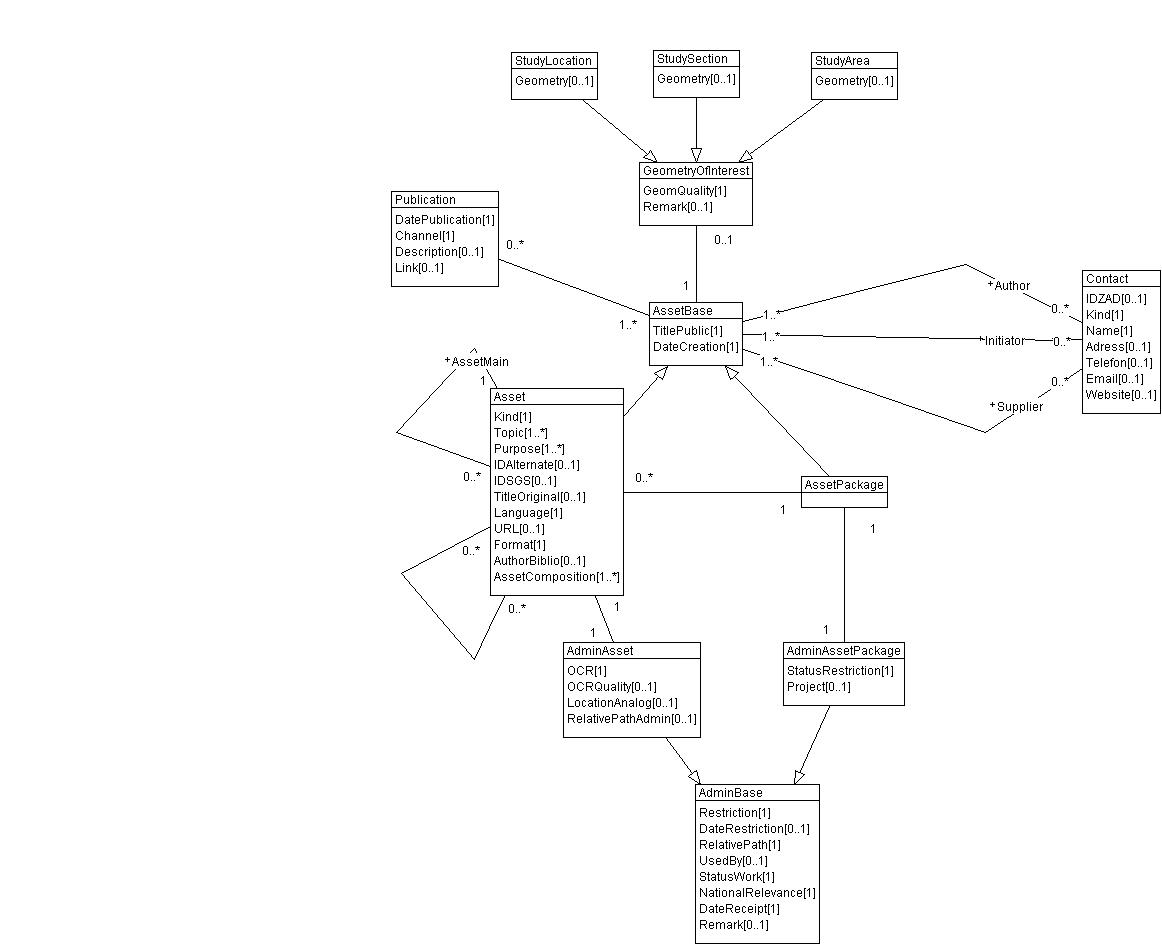 StudyLocation
Geometry[0..1]
StudySection
Geometry[0..1]
StudyArea
Geometry[0..1]
GeometryOfInterest
GeomQuality[1]
Remark[0..1]
0..1
1
Publication
DatePublication[1]
Channel[1]
Description[0..1]
Link[0..1]
0..*
1..*
AssetBase
TitlePublic[1]
DateCreation[1]
1..*
1..*
1..*
+Author
+Initiator
+Supplier
0..*
0..*
0..*
Contact
IDZAD[0..1]
Kind[1]
Name[1]
Adress[0..1]
Telefon[0..1]
Email[0..1]
Website[0..1]
+AssetMain
1
0..*
Asset
Kind[1]
Topic[1..*]
Purpose[1..*]
IDAlternate[0..1]
IDSGS[0..1]
TitleOriginal[0..1]
Language[1]
URL[0..1]
Format[1]
AuthorBiblio[0..1]
AssetComposition[1..*]
0..*
0..*
0..*
1
AssetPackage
1
1
1
1
AdminAsset
OCR[1]
OCRQuality[0..1]
LocationAnalog[0..1]
RelativePathAdmin[0..1]
AdminAssetPackage
StatusRestriction[1]
Project[0..1]
AdminBase
Restriction[1]
DateRestriction[0..1]
RelativePath[1]
UsedBy[0..1]
StatusWork[1]
NationalRelevance[1]
DateReceipt[1]
Remark[0..1]